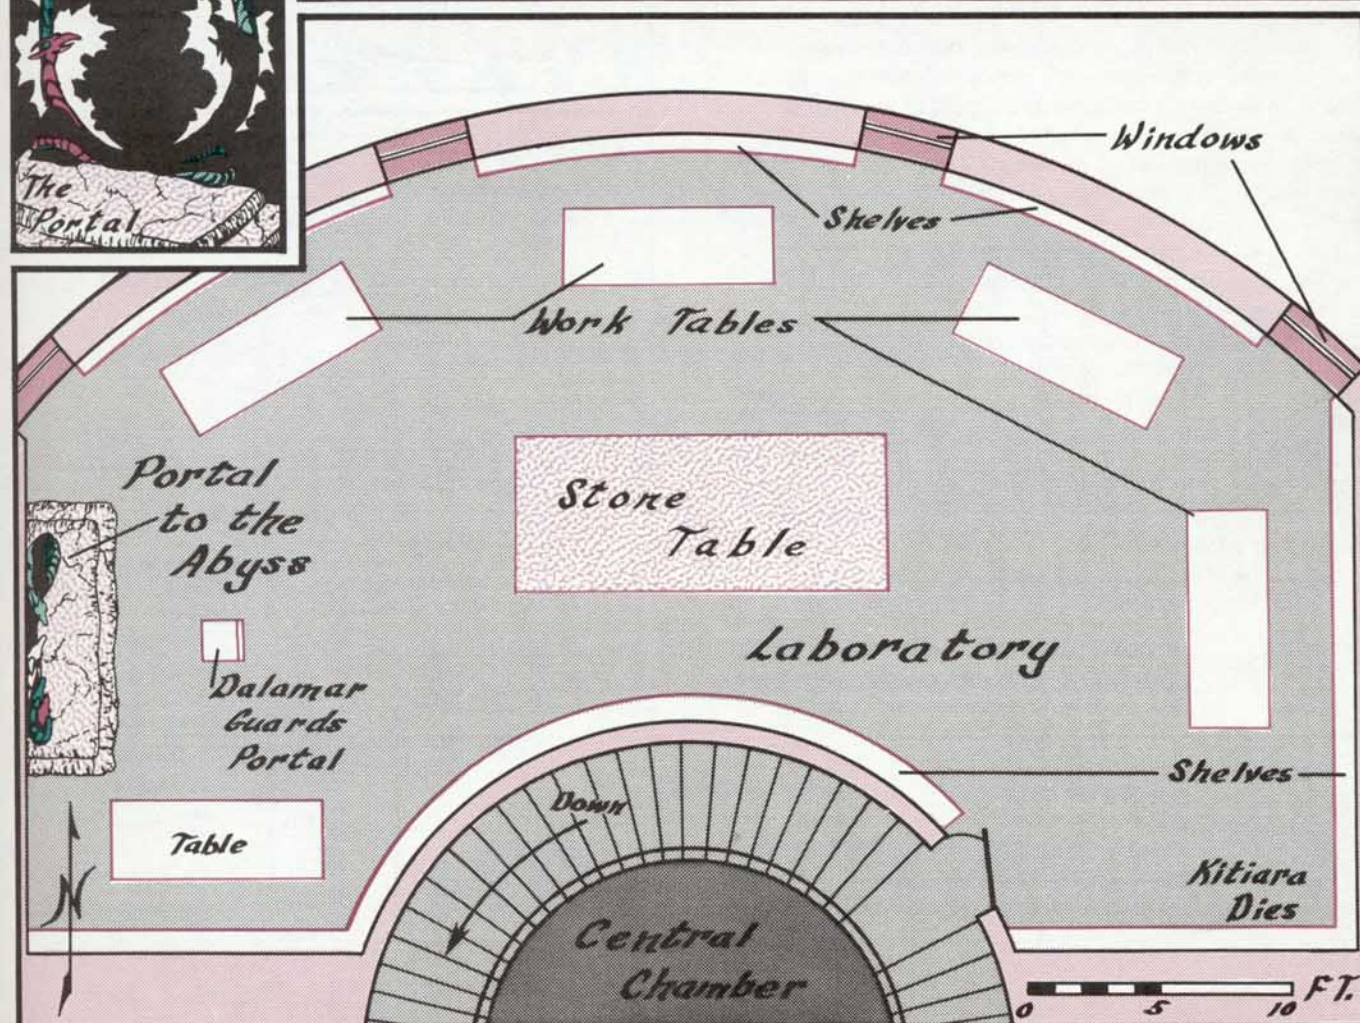 The
Portal
Windows
Shelves
Work Tables
Portal
to the
Abyss
Stone
Table
Laboratory
Dalamar
Guards
Portal
Shelves
Down
Table
Kitiara
Dies
N
Central
Chamber
0 5 10 FT.